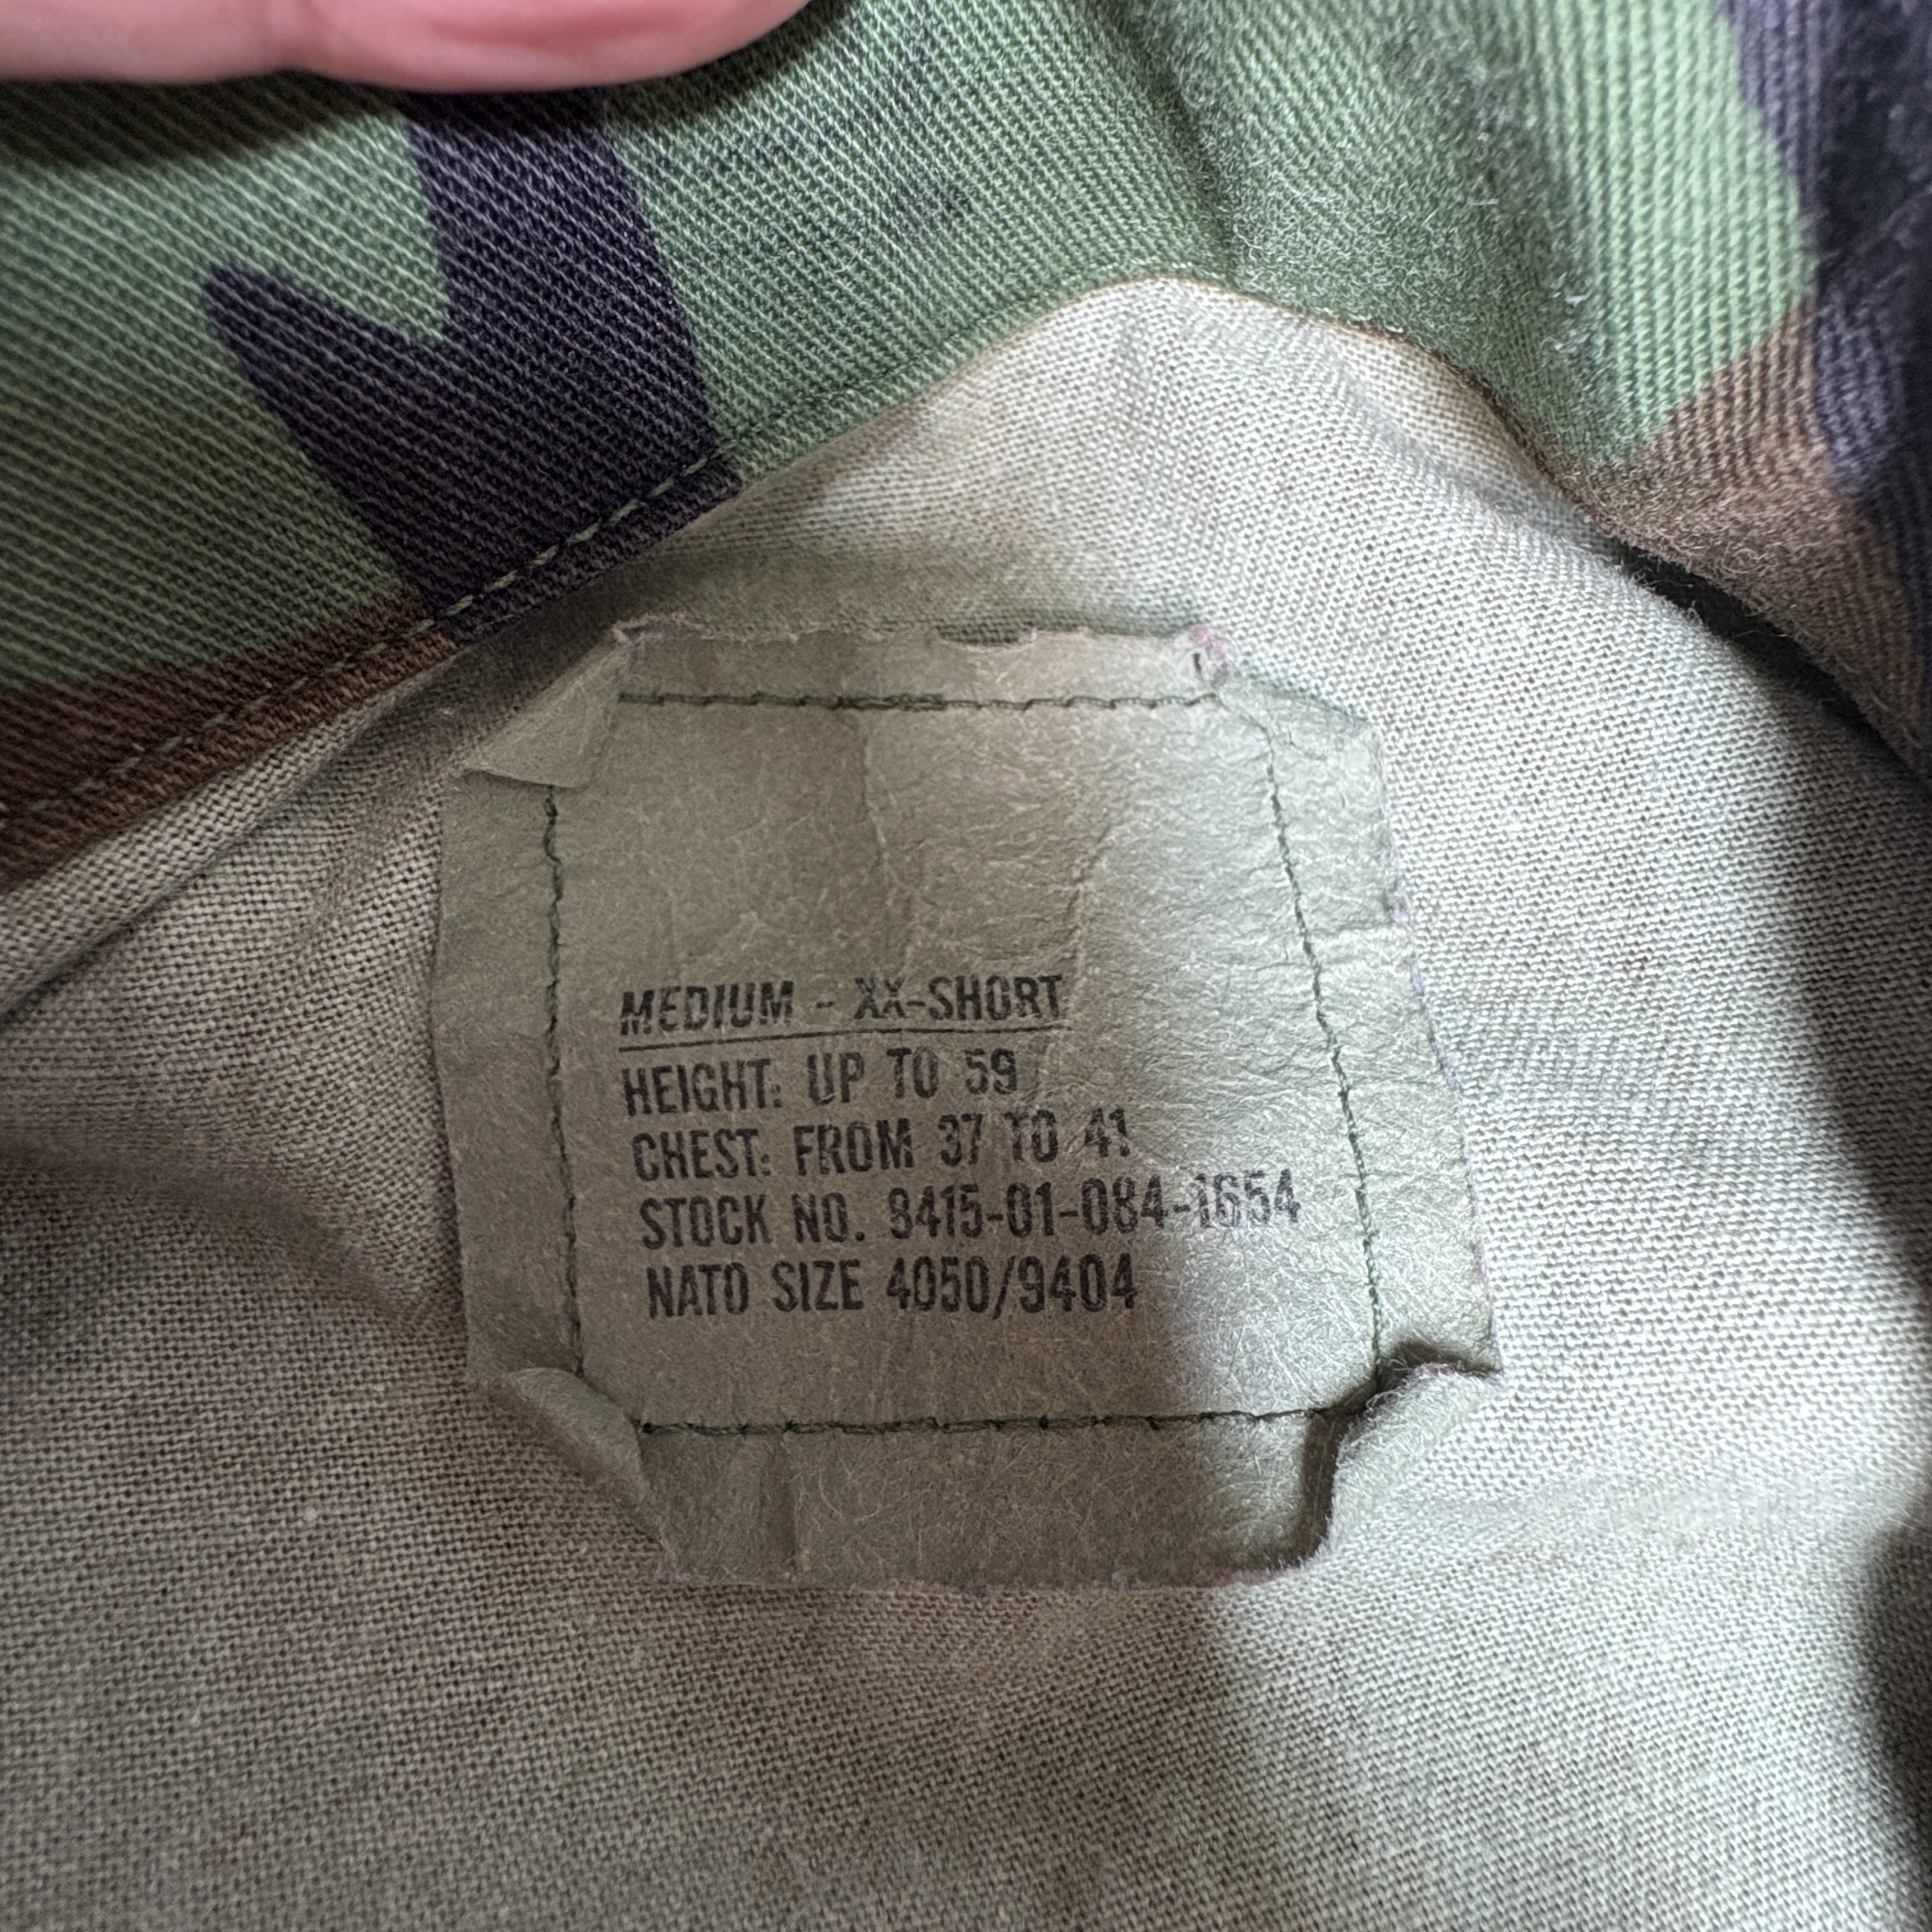 MEDIUM - XX-SHORT
HEIGHT: UP TO 59
CHEST: FROM 37 TO 41
STOCK NO. 8415-01-084-1654
NATO SIZE 4050/9404